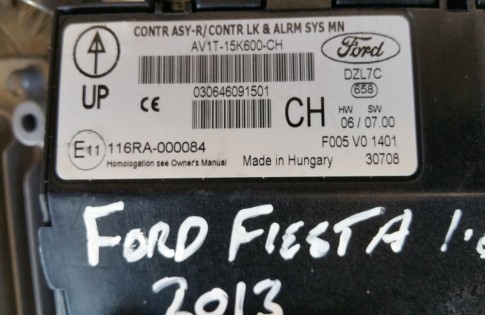 CONTR ASY-R/CONTR LK & ALRM SYS MN
AV1T-15K600-CH
Ford
DZL7C
658
UP
CE
030646091501
CH
HW SW
06 / 07.00
E11 116RA-000084
F005 V0 1401
Homologation see Owner's Manual
Made in Hungary
30708
FORD FIESTA
2013